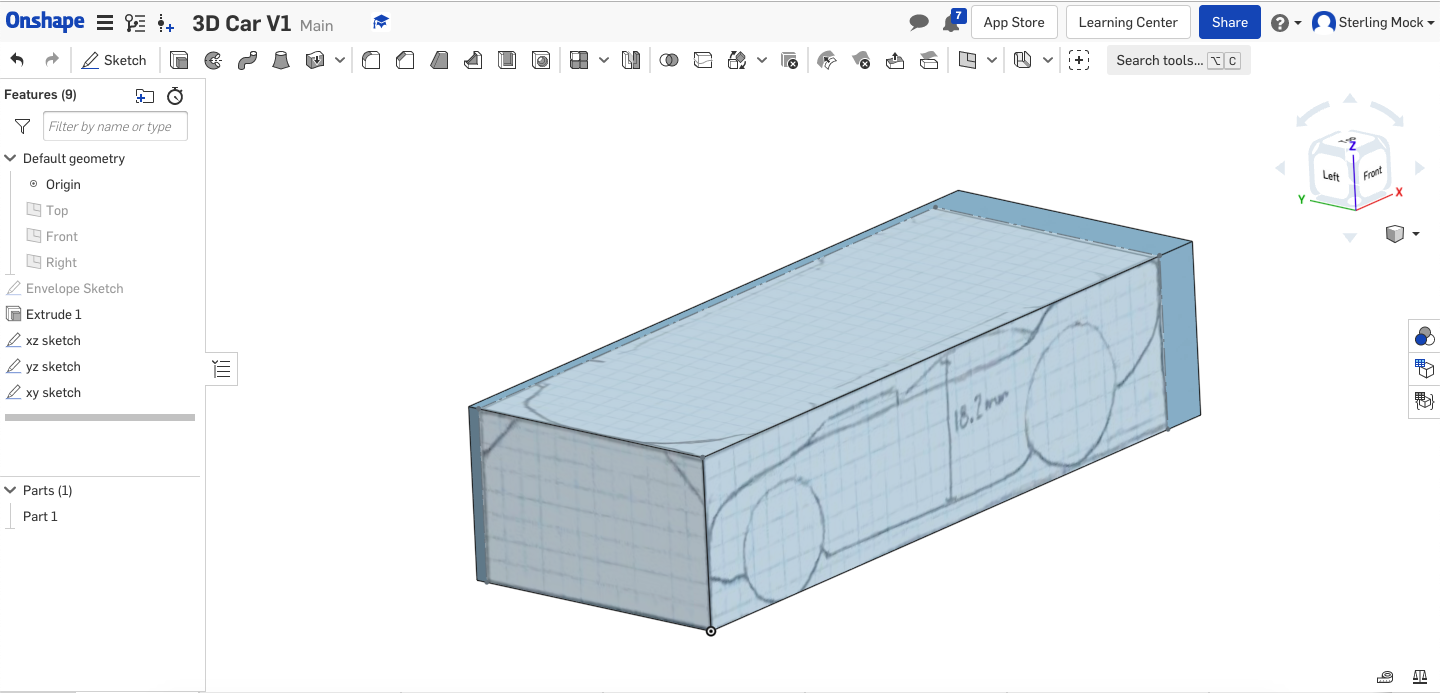 Onshape 3D Car V1 Main 7 App Store Learning Center Share Sterling Mock
Sketch Search tools... ⌥ C
Features (9)
Filter by name or type
Default geometry
Origin
Top
Front
Right
Envelope Sketch
Extrude 1
xz sketch
yz sketch
xy sketch
Parts (1)
Part 1
18.2mm
Z
Left Front
Y X